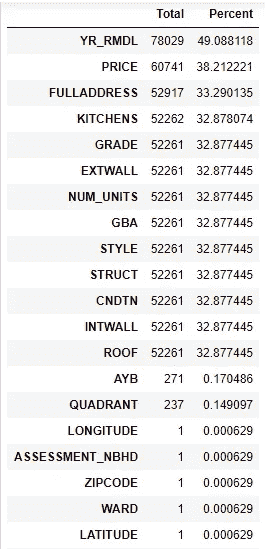 Total Percent
YR_RMDL 78029 49.088118
PRICE 60741 38.212221
FULLADDRESS 52917 33.290135
KITCHENS 52262 32.878074
GRADE 52261 32.877445
EXTWALL 52261 32.877445
NUM_UNITS 52261 32.877445
GBA 52261 32.877445
STYLE 52261 32.877445
STRUCT 52261 32.877445
CNDTN 52261 32.877445
INTWALL 52261 32.877445
ROOF 52261 32.877445
AYB 271 0.170486
QUADRANT 237 0.149097
LONGITUDE 1 0.000629
ASSESSMENT_NBHD 1 0.000629
ZIPCODE 1 0.000629
WARD 1 0.000629
LATITUDE 1 0.000629